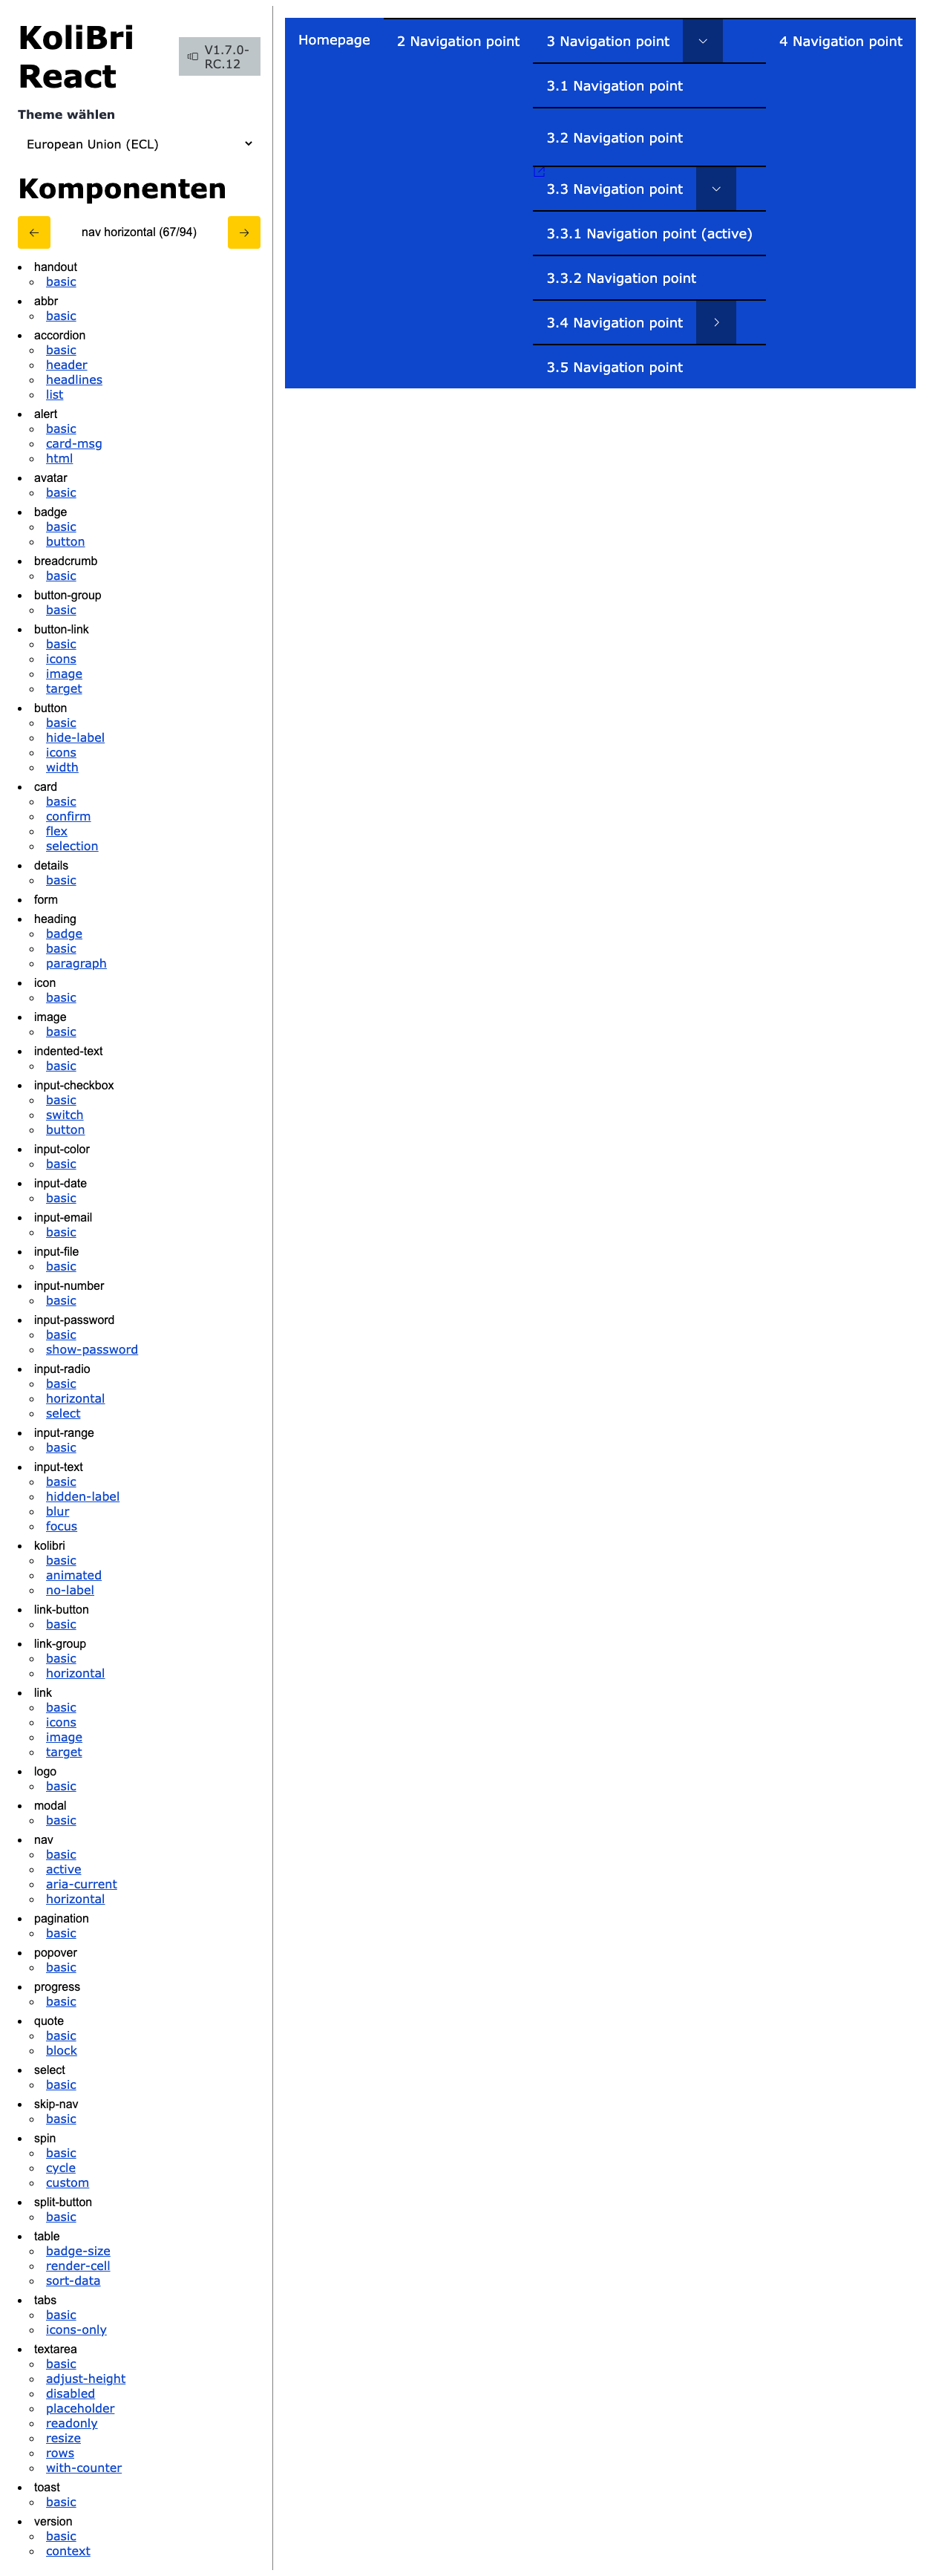 KoliBri
React
V1.7.0-
RC.12
Theme wählen
European Union (ECL)
Komponenten
nav horizontal (67/94)
handout
basic
abbr
basic
accordion
basic
header
headlines
list
alert
basic
card-msg
html
avatar
basic
badge
basic
button
breadcrumb
basic
button-group
basic
button-link
basic
icons
image
target
button
basic
hide-label
icons
width
card
basic
confirm
flex
selection
details
basic
form
heading
badge
basic
paragraph
icon
basic
image
basic
indented-text
basic
input-checkbox
basic
switch
button
input-color
basic
input-date
basic
input-email
basic
input-file
basic
input-number
basic
input-password
basic
show-password
input-radio
basic
horizontal
select
input-range
basic
input-text
basic
hidden-label
blur
focus
kolibri
basic
animated
no-label
link-button
basic
link-group
basic
horizontal
link
basic
icons
image
target
logo
basic
modal
basic
nav
basic
active
aria-current
horizontal
pagination
basic
popover
basic
progress
basic
quote
basic
block
select
basic
skip-nav
basic
spin
basic
cycle
custom
split-button
basic
table
badge-size
render-cell
sort-data
tabs
basic
icons-only
textarea
basic
adjust-height
disabled
placeholder
readonly
resize
rows
with-counter
toast
basic
version
basic
context
Homepage
2 Navigation point
3 Navigation point
3.1 Navigation point
3.2 Navigation point
3.3 Navigation point
3.3.1 Navigation point (active)
3.3.2 Navigation point
3.4 Navigation point
3.5 Navigation point
4 Navigation point